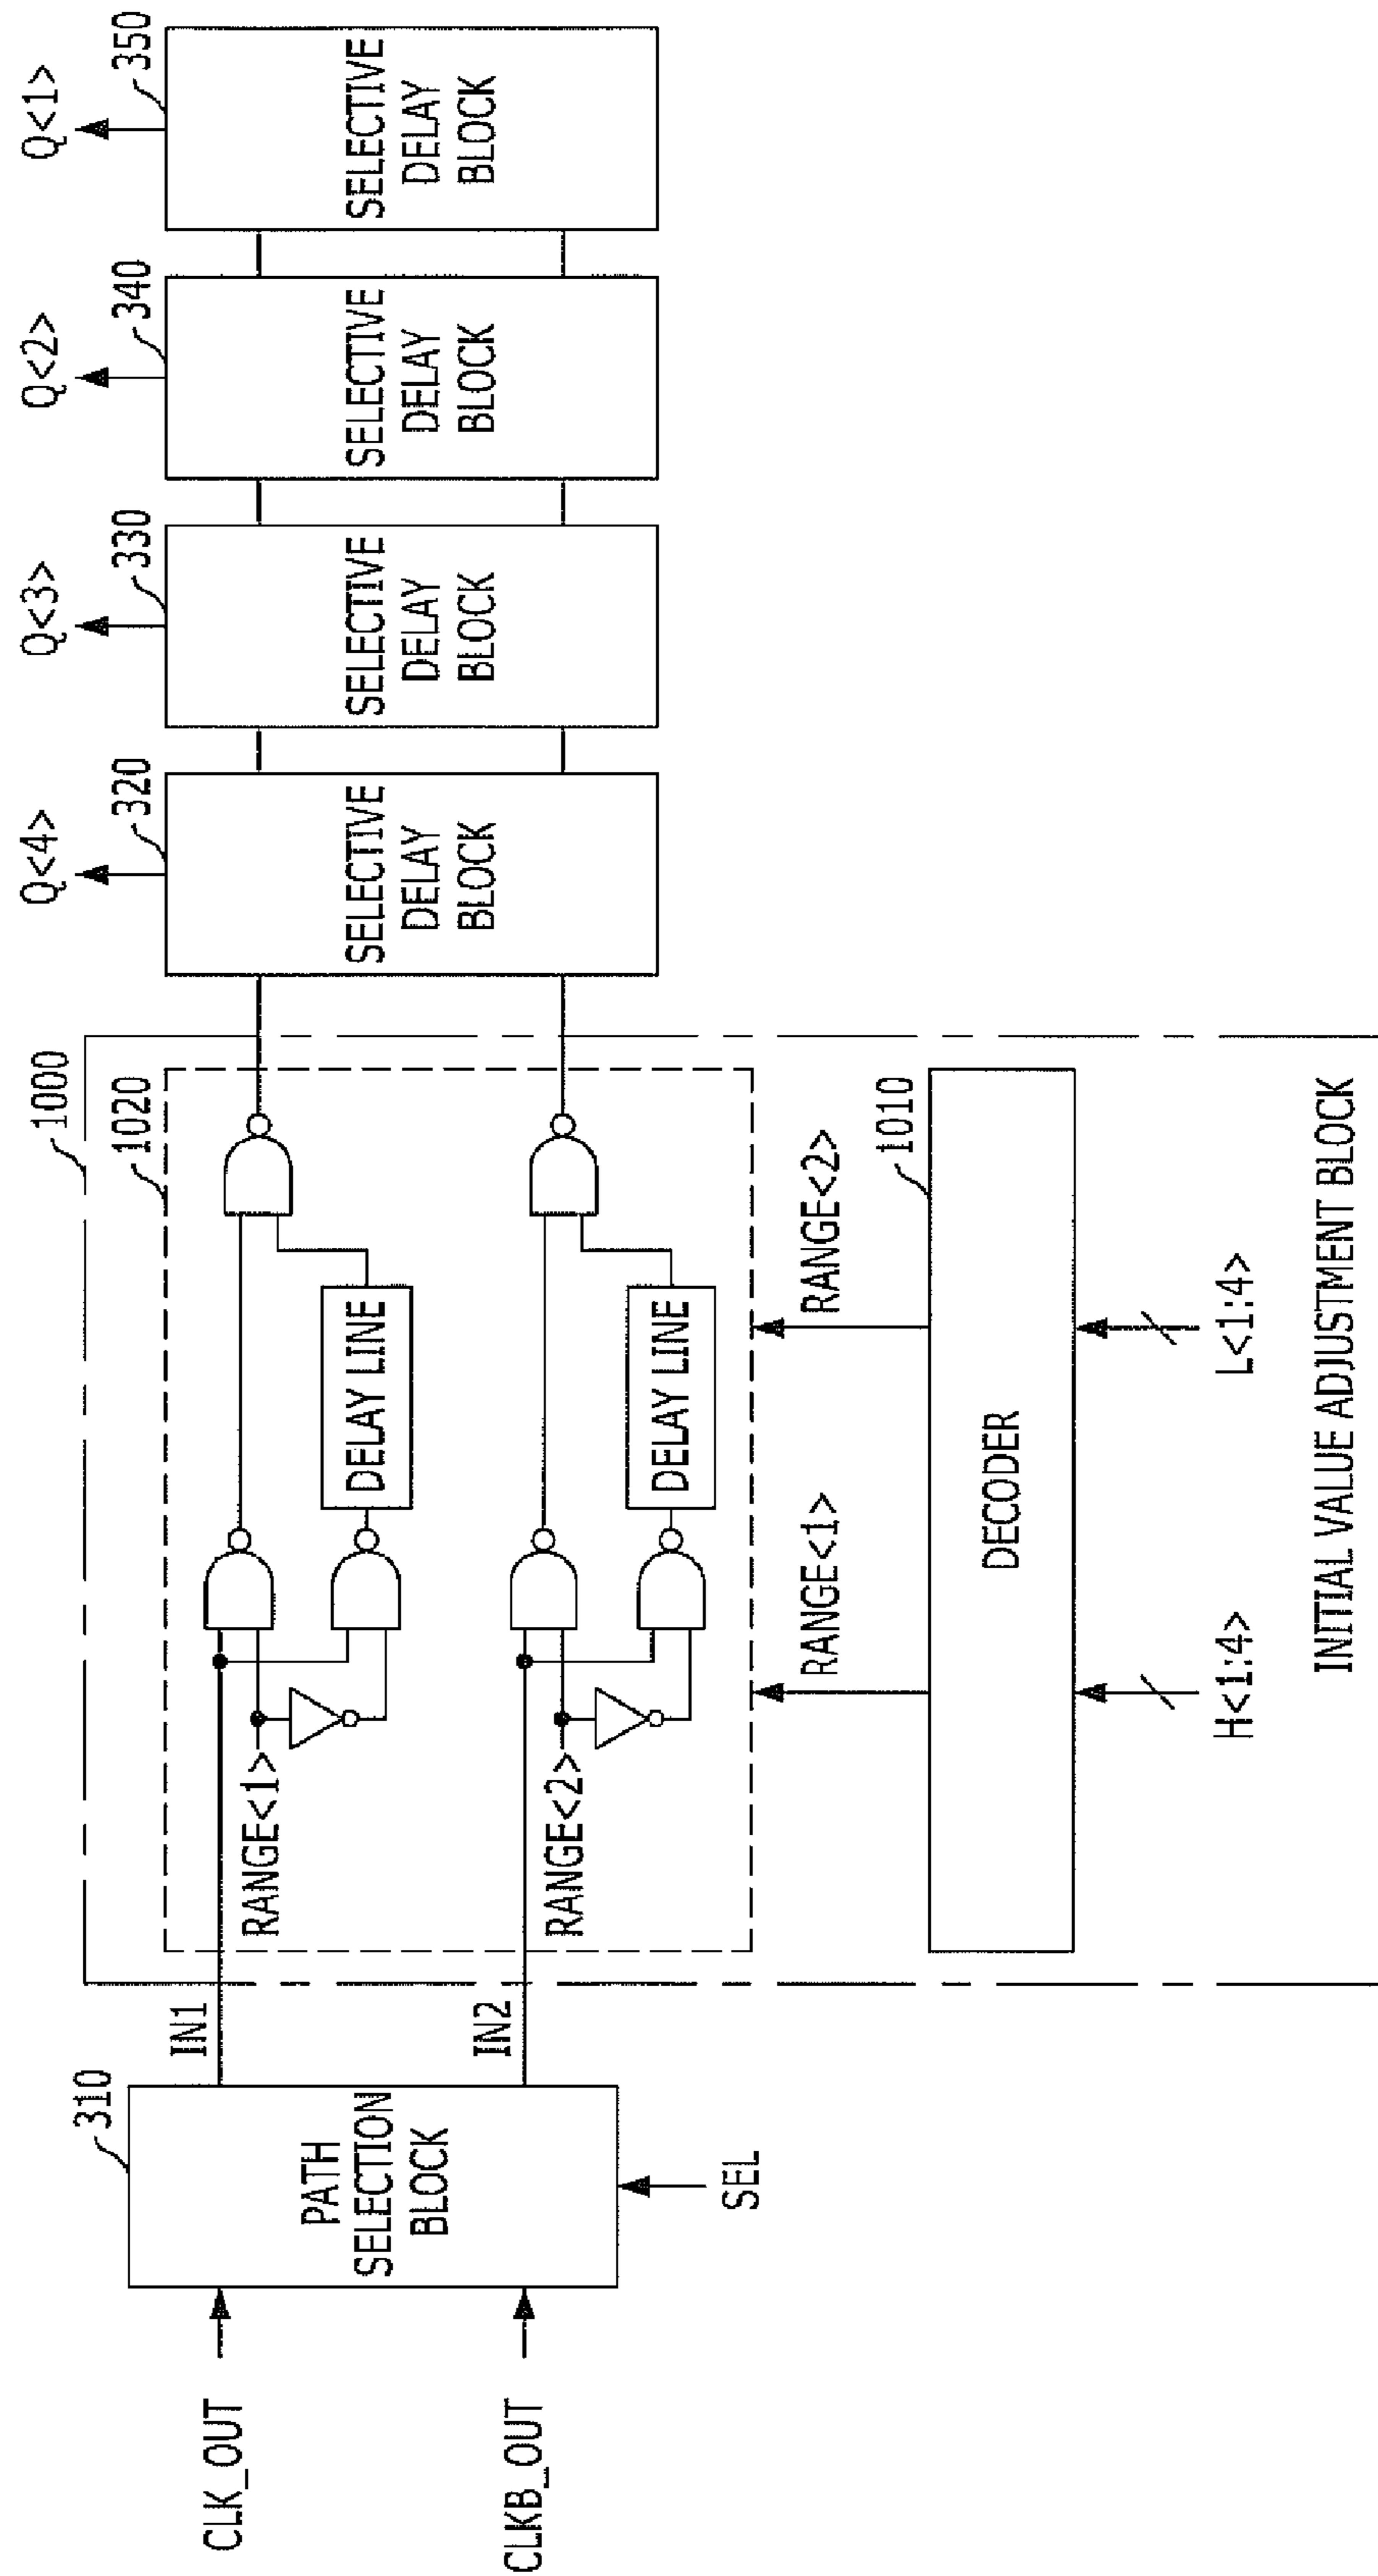 CLK_OUT
CLKB_OUT
310
PATH
SELECTION
BLOCK
SEL
IN1
IN2
1000
1020
RANGE<1>
DELAY LINE
RANGE<2>
DELAY LINE
RANGE<1>
RANGE<2>
1010
DECODER
H<1:4>
L<1:4>
INITIAL VALUE ADJUSTMENT BLOCK
Q<4>
320
SELECTIVE
DELAY
BLOCK
Q<3>
330
SELECTIVE
DELAY
BLOCK
Q<2>
340
SELECTIVE
DELAY
BLOCK
Q<1>
350
SELECTIVE
DELAY
BLOCK